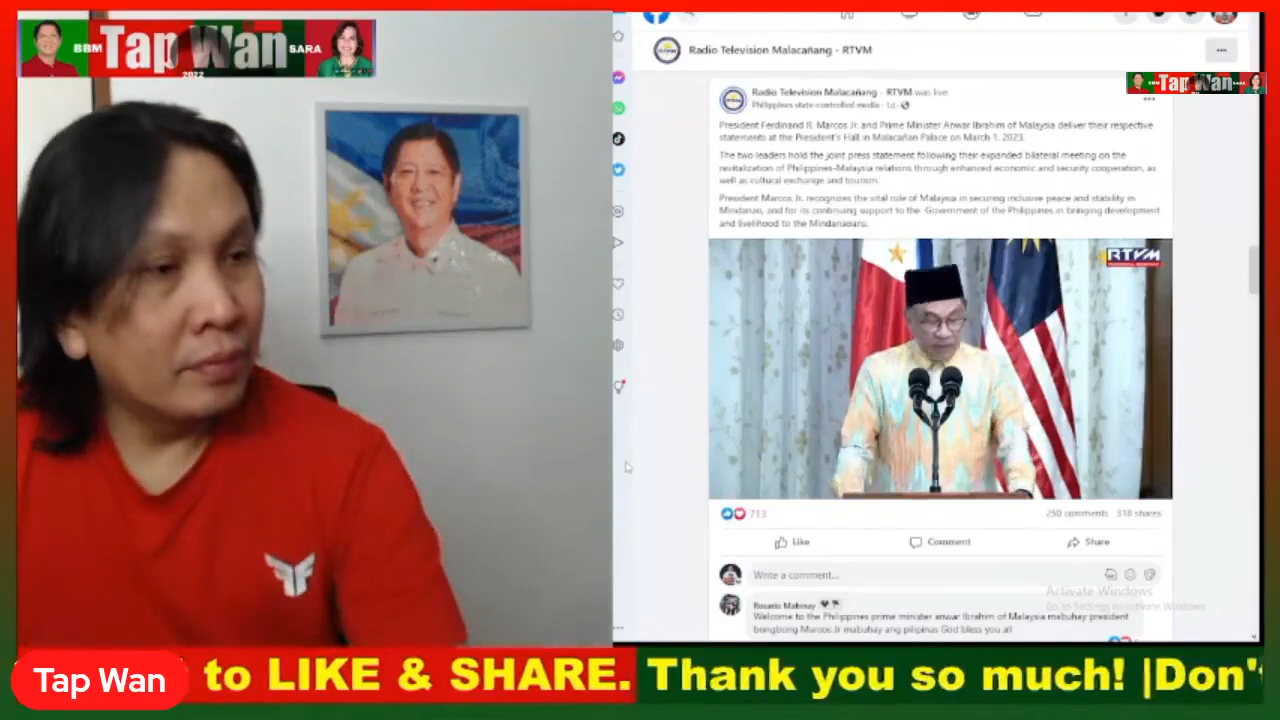 BBM Tap Wan SARA
2022
Radio Television Malacañang - RTVM
BBM Tap Wan SARA
Radio Television Malacañang - RTVM was live.
Philippines state-controlled media · 1d ·
President Ferdinand R. Marcos Jr. and Prime Minister Anwar Ibrahim of Malaysia deliver their respective
statements at the President's Hall in Malacañan Palace on March 1, 2023.
The two leaders hold the joint press statement following their expanded bilateral meeting on the
revitalization of Philippines-Malaysia relations through enhanced economic and security cooperation, as
well as cultural exchange and tourism.
President Marcos Jr. recognizes the vital role of Malaysia in securing inclusive peace and stability in
Mindanao, and for its continuing support to the Government of the Philippines in bringing development
and livelihood to the Mindanaoans.
RTVM
713
250 comments 318 shares
Like Comment Share
Write a comment...
Activate Windows
Go to Settings to activate Windows.
Rosario Mabinay
Welcome to the Philippines prime minister anwar Ibrahim of Malaysia mabuhay president
bongbong Marcos Jr mabuhay ang pilipinas God bless you all
Tap Wan
to LIKE & SHARE. Thank you so much! |Don't